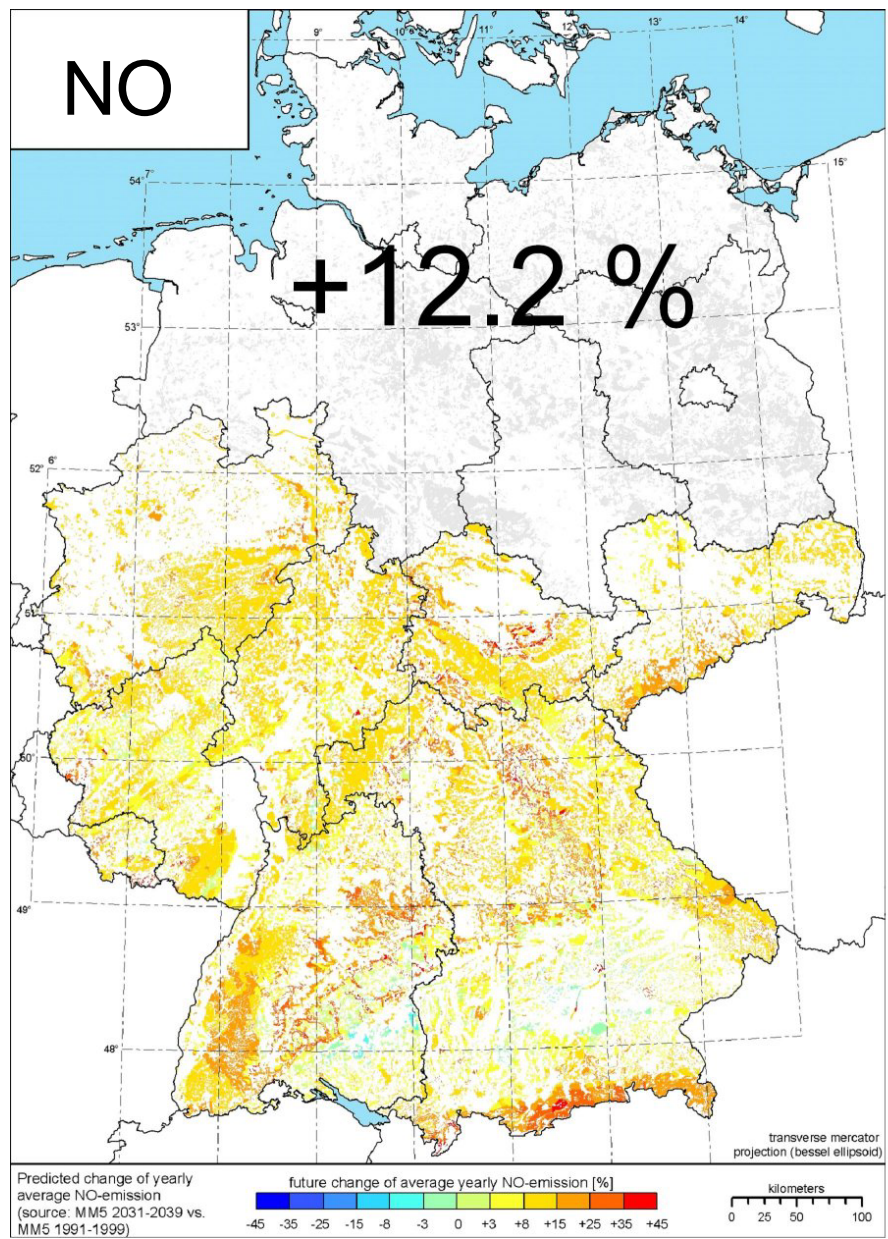 NO
9° 10° 6 11° 12° 13° 14°
54° 7°
6
15°
+12.2 %
53°
52° 6°
51°
50°
49°
48°
transverse mercator
projection (bessel ellipsoid)
Predicted change of yearly
average NO-emission
(source: MM5 2031-2039 vs.
MM5 1991-1999)
future change of average yearly NO-emission [%]
-45 -35 -25 -15 -8 -3 0 +3 +8 +15 +25 +35 +45
kilometers
0 25 50 100